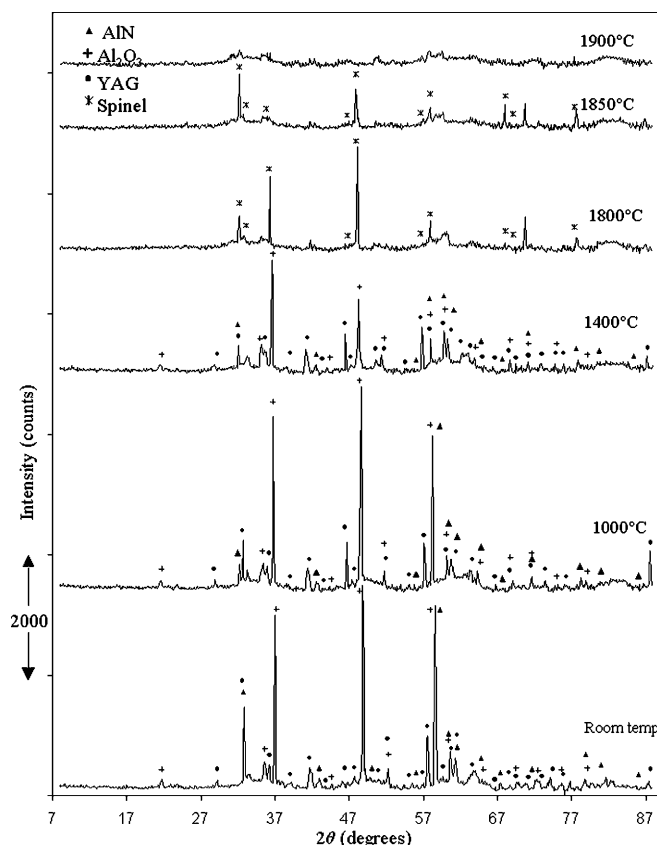 AlN
Al₂O₃
YAG
Spinel
1900°C
1850°C
1800°C
1400°C
1000°C
Room temp
Intensity (counts)
2000
7 17 27 37 47 57 67 77 87
2θ (degrees)